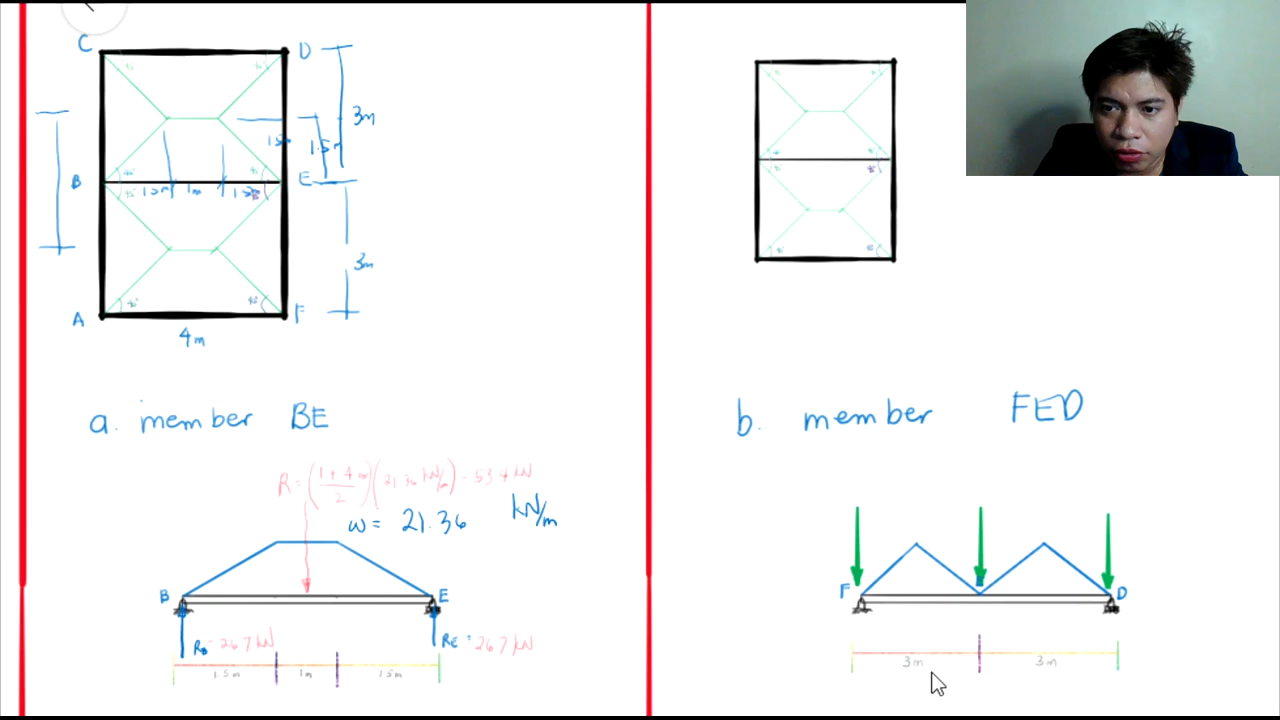 C
D
3m
1.5m
1.5m
B
1.5m
1m
1.5m
E
3m
45°
45°
A
F
4m
a. member BE
R = (1 + 4 m / 2)(21.36 kN/m) = 53.4 kN
w = 21.36 kN/m
B
E
RB = 26.7 kN
RE = 26.7 kN
1.5m
1m
1.5m
b. member FED
F
D
3m
3m